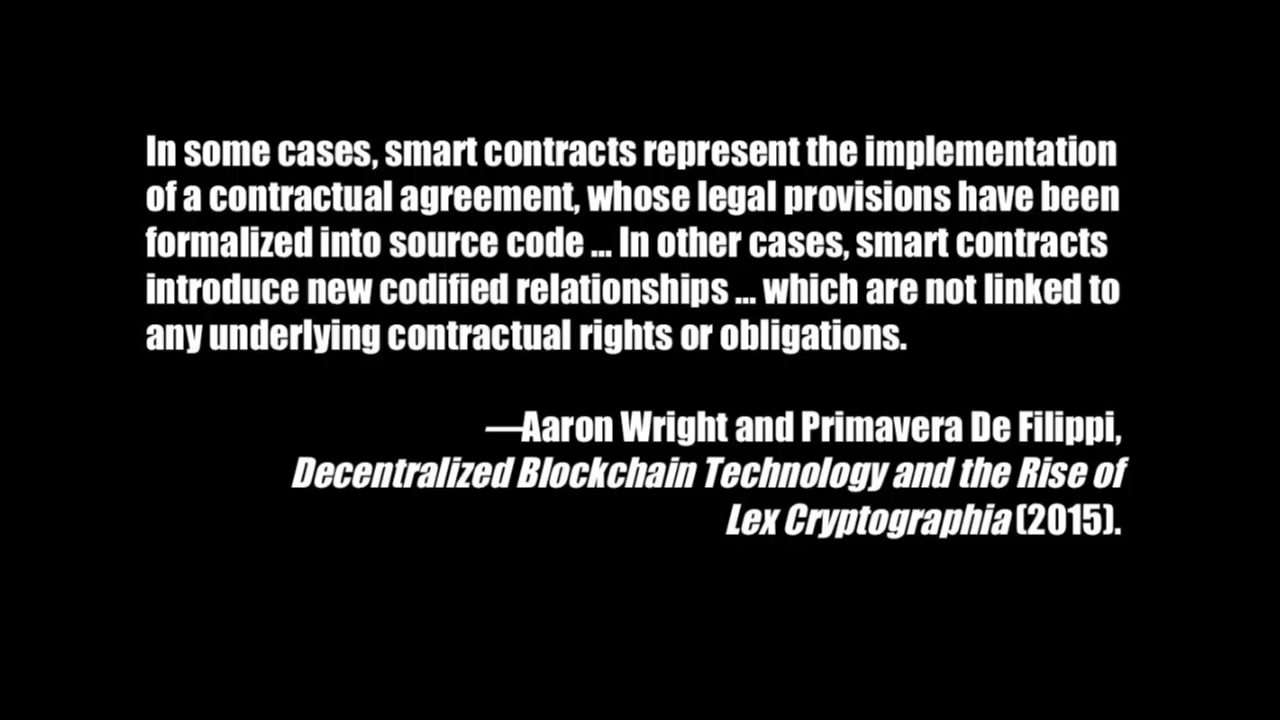 In some cases, smart contracts represent the implementation
of a contractual agreement, whose legal provisions have been
formalized into source code ... In other cases, smart contracts
introduce new codified relationships ... which are not linked to
any underlying contractual rights or obligations.
—Aaron Wright and Primavera De Filippi,
Decentralized Blockchain Technology and the Rise of
Lex Cryptographia (2015).